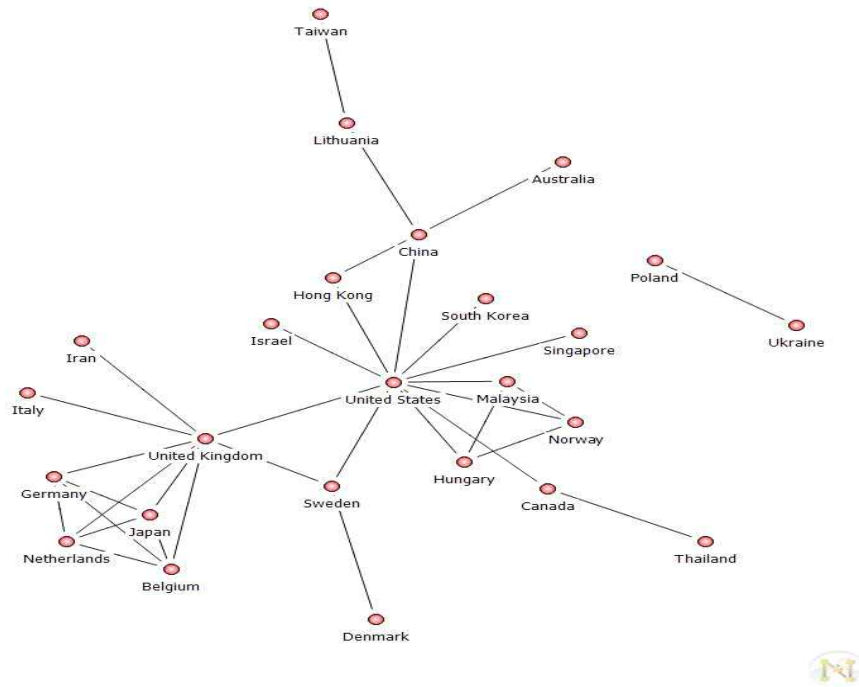 Taiwan
Lithuania
Australia
China
Poland
Hong Kong
South Korea
Israel
Ukraine
Singapore
Iran
United States
Malaysia
Italy
Norway
United Kingdom
Hungary
Germany
Sweden
Canada
Japan
Netherlands
Thailand
Belgium
Denmark